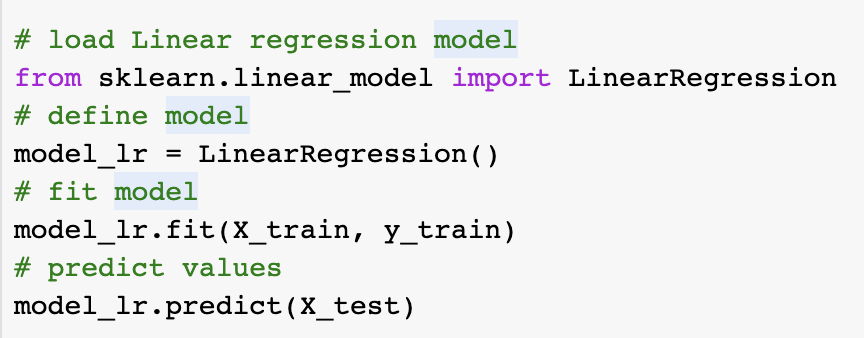 # load Linear regression model
from sklearn.linear_model import LinearRegression
# define model
model_lr = LinearRegression()
# fit model
model_lr.fit(X_train, y_train)
# predict values
model_lr.predict(X_test)